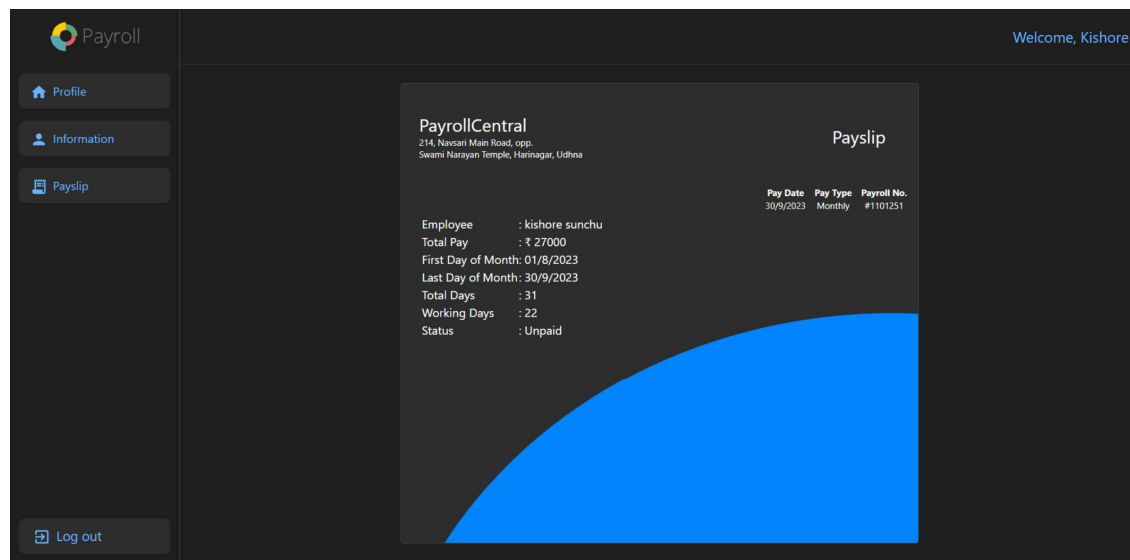 Payroll
Welcome, Kishore
Profile
Information
Payslip
Log out
PayrollCentral
214, Navsari Main Road, opp.
Swami Narayan Temple, Harinagar, Udhna
Payslip
Pay Date Pay Type Payroll No.
30/9/2023 Monthly #1101251
Employee : kishore sunchu
Total Pay : ₹ 27000
First Day of Month: 01/8/2023
Last Day of Month: 30/9/2023
Total Days : 31
Working Days : 22
Status : Unpaid